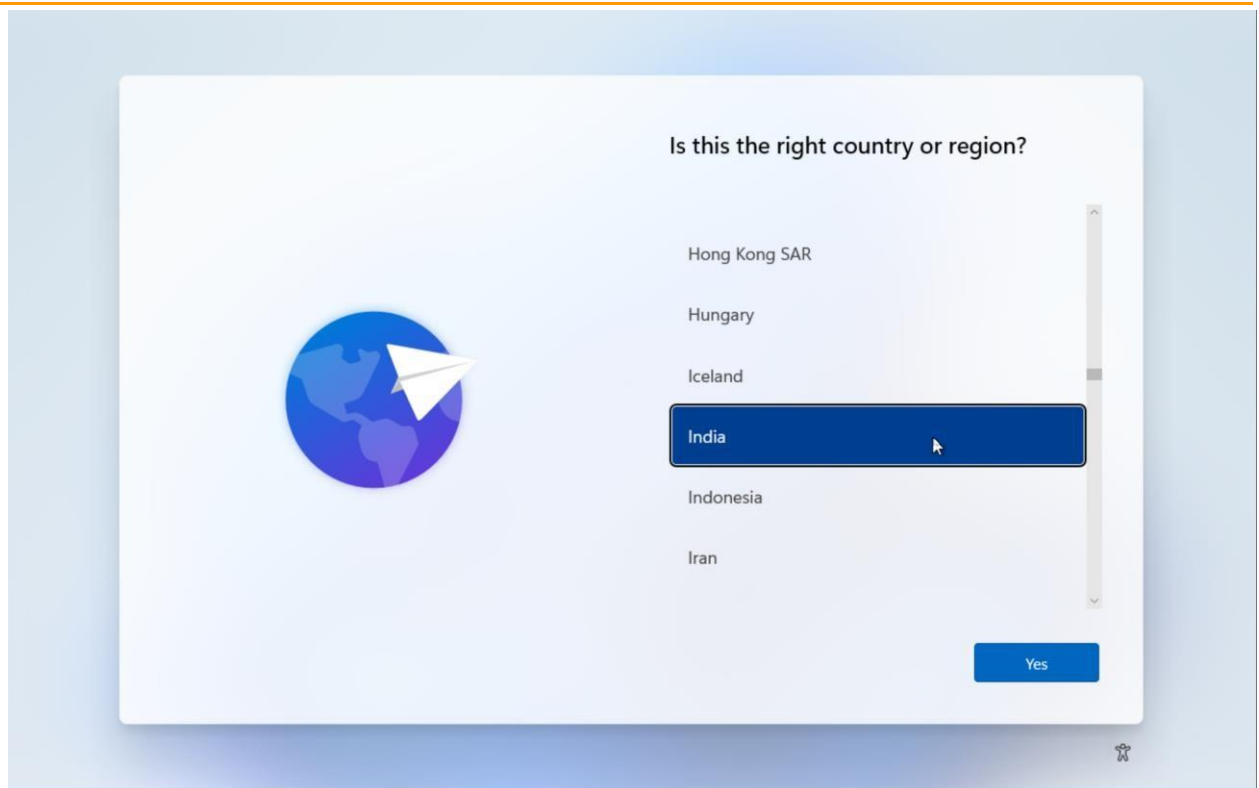 Is this the right country or region?
Hong Kong SAR
Hungary
Iceland
India
Indonesia
Iran
Yes